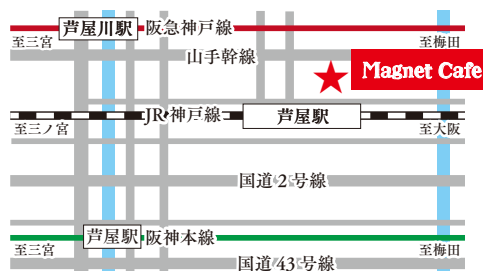 芦屋川駅 阪急神戸線
至三宮 至梅田
山手幹線
Magnet Cafe
JR 神戸線 芦屋駅
至三ノ宮 至大阪
国道2号線
芦屋駅 阪神本線
至三宮 至梅田
国道43号線